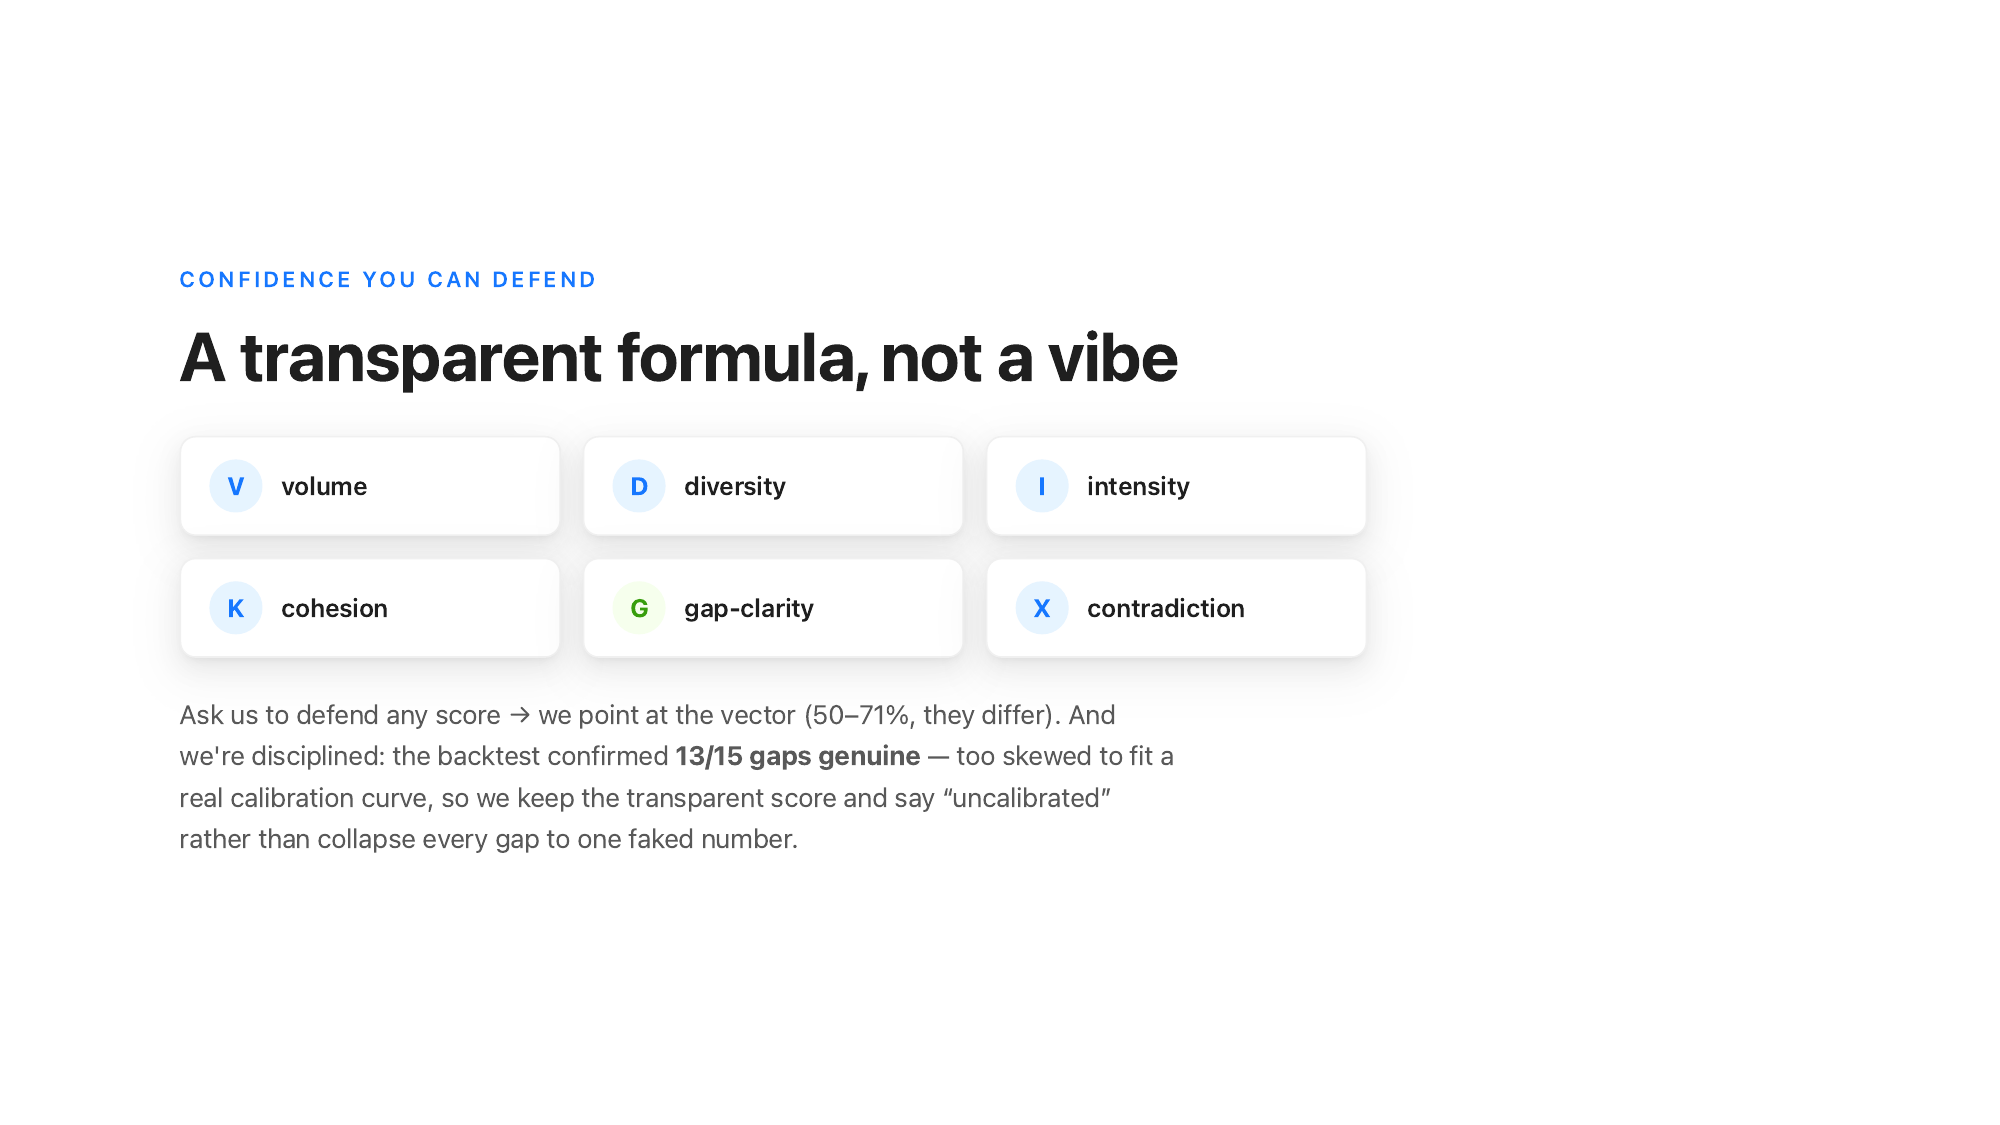 CONFIDENCE YOU CAN DEFEND
A transparent formula, not a vibe
V volume
D diversity
I intensity
K cohesion
G gap-clarity
X contradiction
Ask us to defend any score → we point at the vector (50–71%, they differ). And
we're disciplined: the backtest confirmed 13/15 gaps genuine — too skewed to fit a
real calibration curve, so we keep the transparent score and say “uncalibrated”
rather than collapse every gap to one faked number.